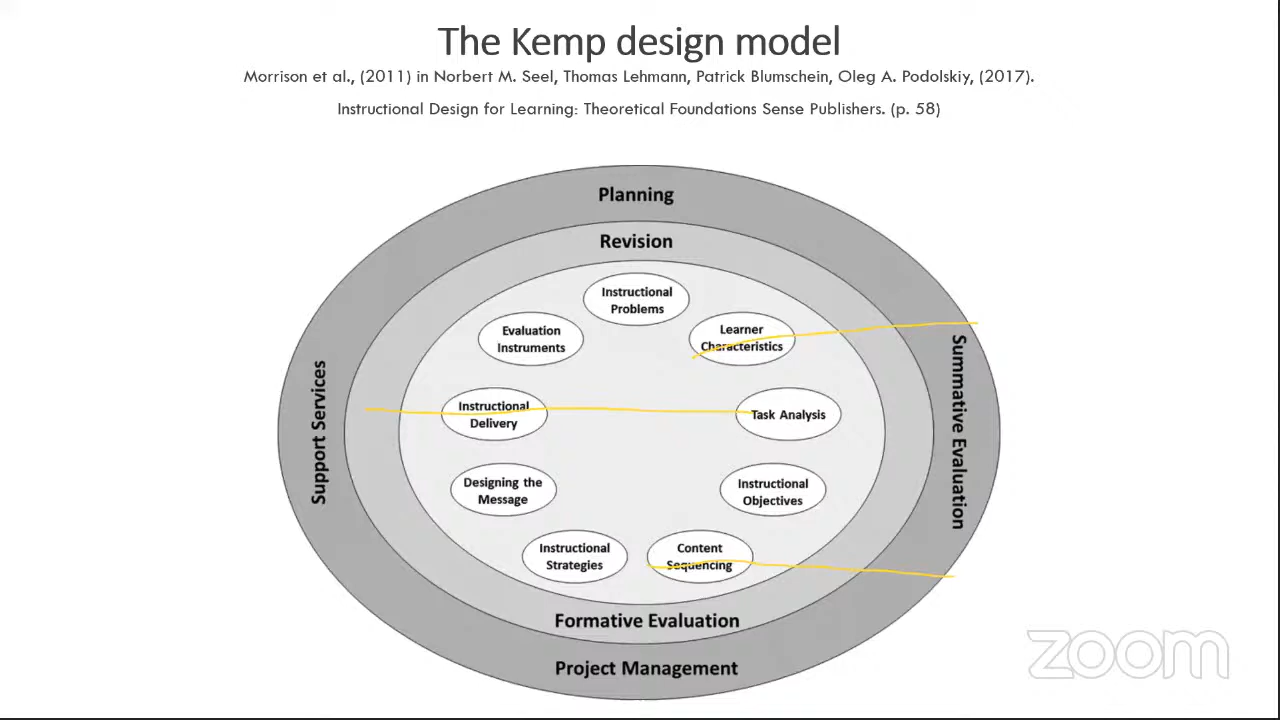 The Kemp design model
Morrison et al., (2011) in Norbert M. Seel, Thomas Lehmann, Patrick Blumschein, Oleg A. Podolskiy, (2017).
Instructional Design for Learning: Theoretical Foundations Sense Publishers. (p. 58)
Planning
Revision
Instructional
Problems
Learner
Characteristics
Task Analysis
Instructional
Objectives
Content
Sequencing
Instructional
Strategies
Designing the
Message
Instructional
Delivery
Evaluation
Instruments
Support Services
Summative Evaluation
Formative Evaluation
Project Management
zoom